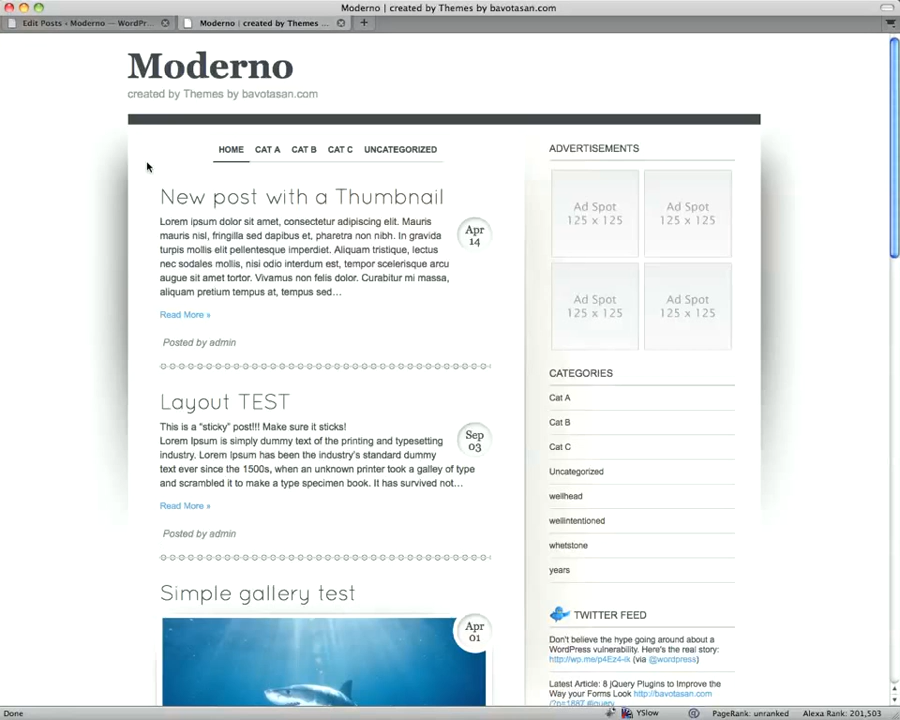 Moderno | created by Themes by bavotasan.com
Edit Posts ‹ Moderno — WordPr...
Moderno | created by Themes ...
Moderno
created by Themes by bavotasan.com
HOME CAT A CAT B CAT C UNCATEGORIZED
New post with a Thumbnail
Lorem ipsum dolor sit amet, consectetur adipiscing elit. Mauris
mauris nisl, fringilla sed dapibus et, pharetra non nibh. In gravida
turpis mollis elit pellentesque imperdiet. Aliquam tristique, lectus
nec sodales mollis, nisi odio interdum est, tempor scelerisque arcu
augue sit amet tortor. Vivamus non felis dolor. Curabitur mi massa,
aliquam pretium tempus at, tempus sed…
Apr
14
Read More »
Posted by admin
Layout TEST
This is a "sticky" post!!! Make sure it sticks!
Lorem Ipsum is simply dummy text of the printing and typesetting
industry. Lorem Ipsum has been the industry's standard dummy
text ever since the 1500s, when an unknown printer took a galley of type
and scrambled it to make a type specimen book. It has survived not…
Sep
03
Read More »
Posted by admin
Simple gallery test
Apr
01
ADVERTISEMENTS
Ad Spot
125 x 125
Ad Spot
125 x 125
Ad Spot
125 x 125
Ad Spot
125 x 125
CATEGORIES
Cat A
Cat B
Cat C
Uncategorized
wellhead
wellintentioned
whetstone
years
TWITTER FEED
Don't believe the hype going around about a
WordPress vulnerability. Here's the real story:
http://wp.me/p4Ez4-ik (via @wordpress)
Latest Article: 8 jQuery Plugins to Improve the
Way your Forms Look http://bavotasan.com
/?p=1887 #jquery
Done
YSlow
PageRank: unranked
Alexa Rank: 201,503